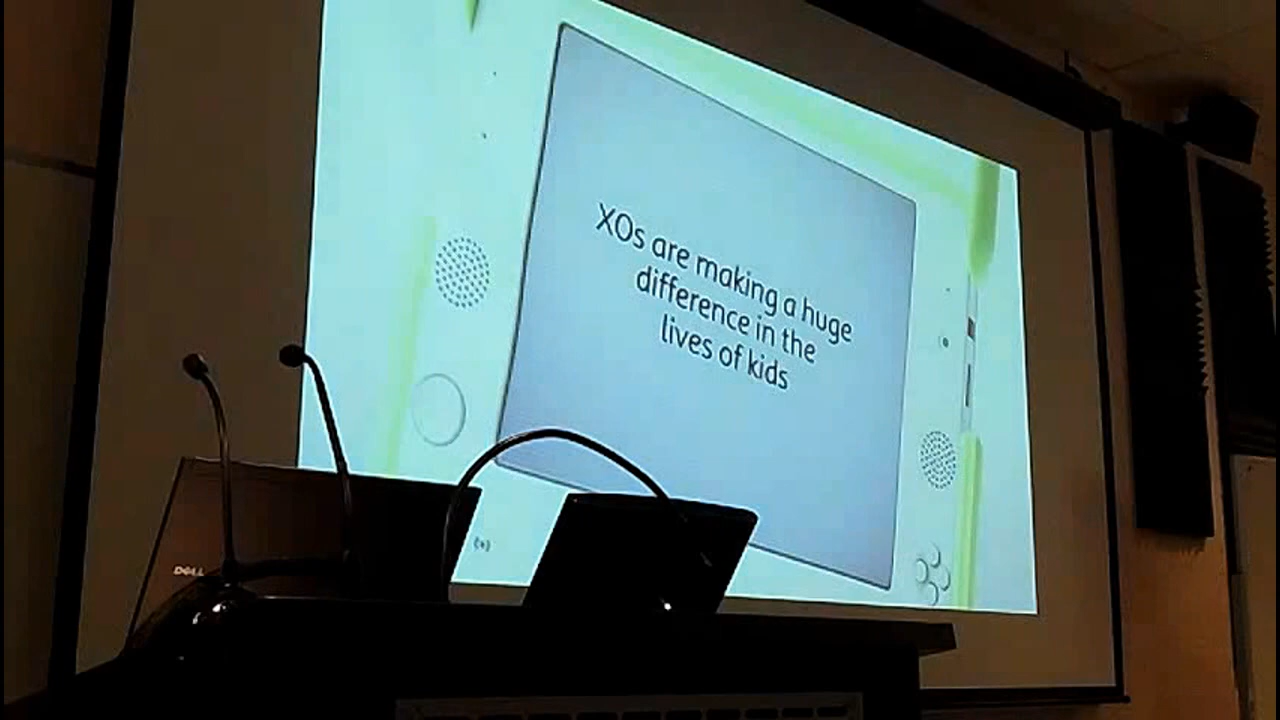 XOs are making a huge
difference in the
lives of kids
DELL